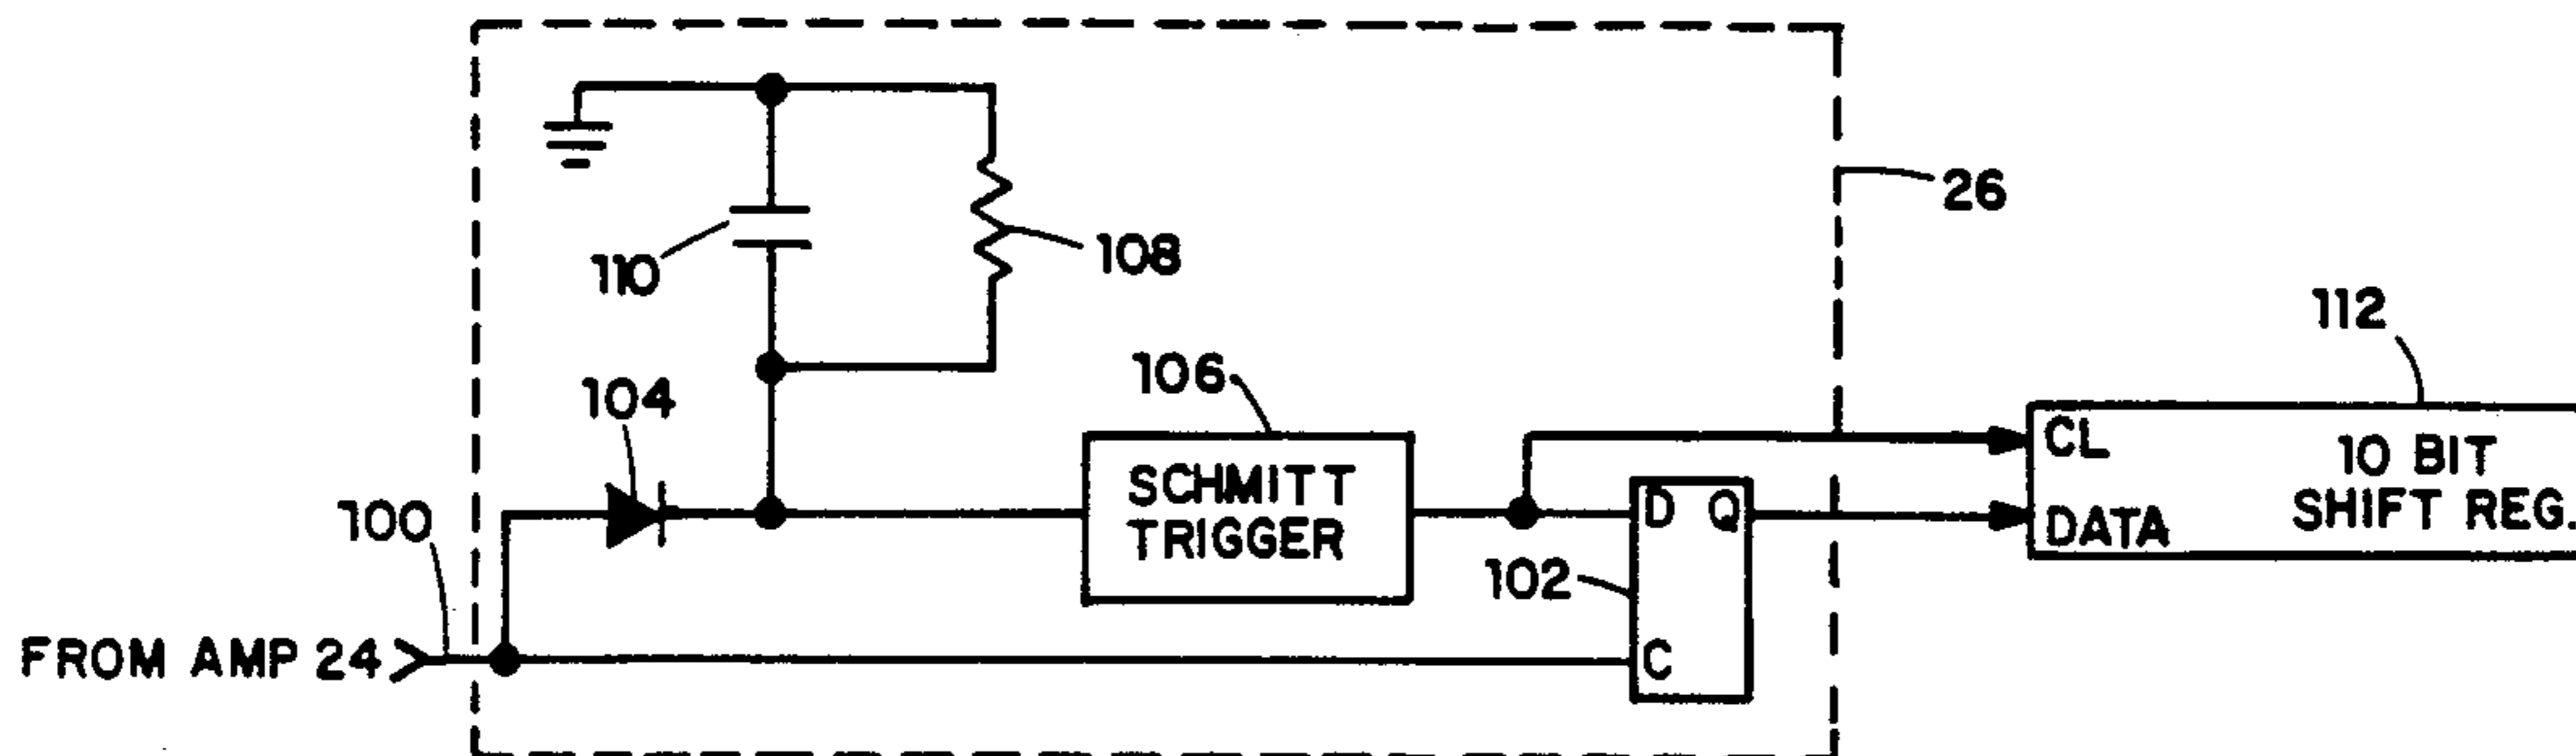 26
110
108
112
104
106
CL
10 BIT
SHIFT REG.
DATA
SCHMITT
TRIGGER
D Q
100
102
FROM AMP 24
C